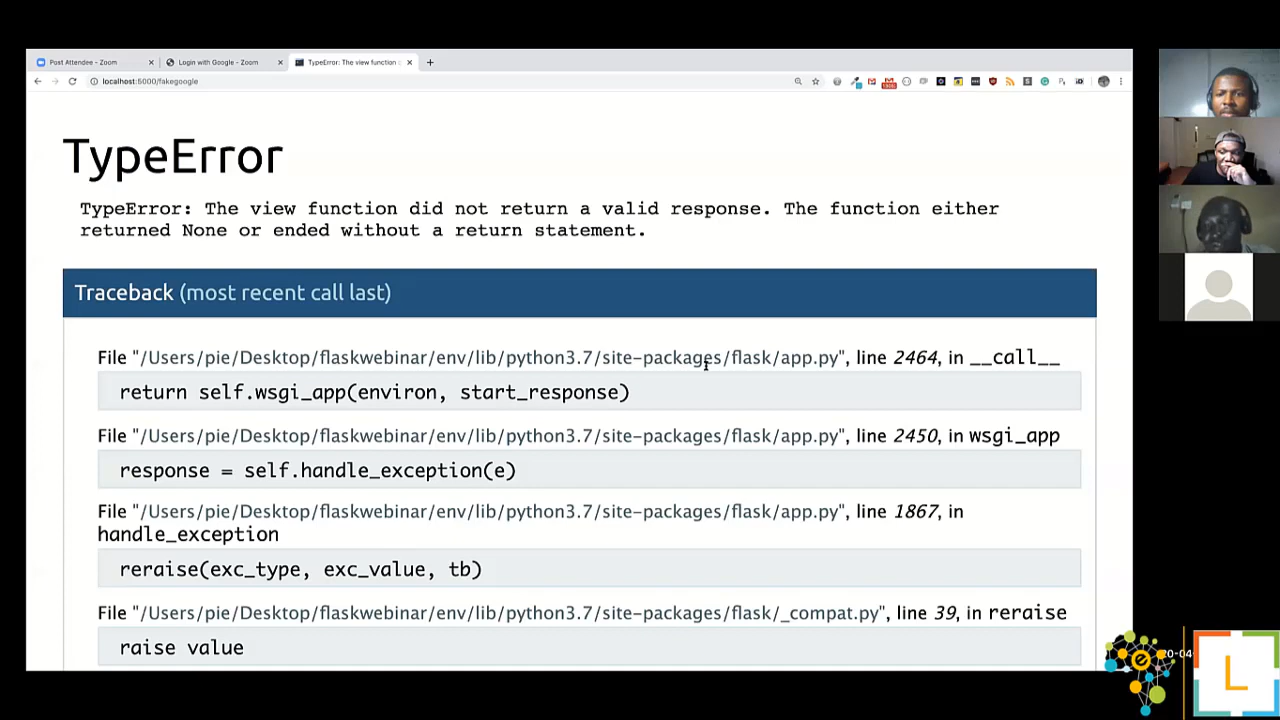 Post Attendee - Zoom
Login with Google - Zoom
TypeError: The view function
localhost:5000/fakegoogle
TypeError
TypeError: The view function did not return a valid response. The function either
returned None or ended without a return statement.
Traceback (most recent call last)
File "/Users/pie/Desktop/flaskwebinar/env/lib/python3.7/site-packages/flask/app.py", line 2464, in __call__
return self.wsgi_app(environ, start_response)
File "/Users/pie/Desktop/flaskwebinar/env/lib/python3.7/site-packages/flask/app.py", line 2450, in wsgi_app
response = self.handle_exception(e)
File "/Users/pie/Desktop/flaskwebinar/env/lib/python3.7/site-packages/flask/app.py", line 1867, in
handle_exception
reraise(exc_type, exc_value, tb)
File "/Users/pie/Desktop/flaskwebinar/env/lib/python3.7/site-packages/flask/_compat.py", line 39, in reraise
raise value
e
L